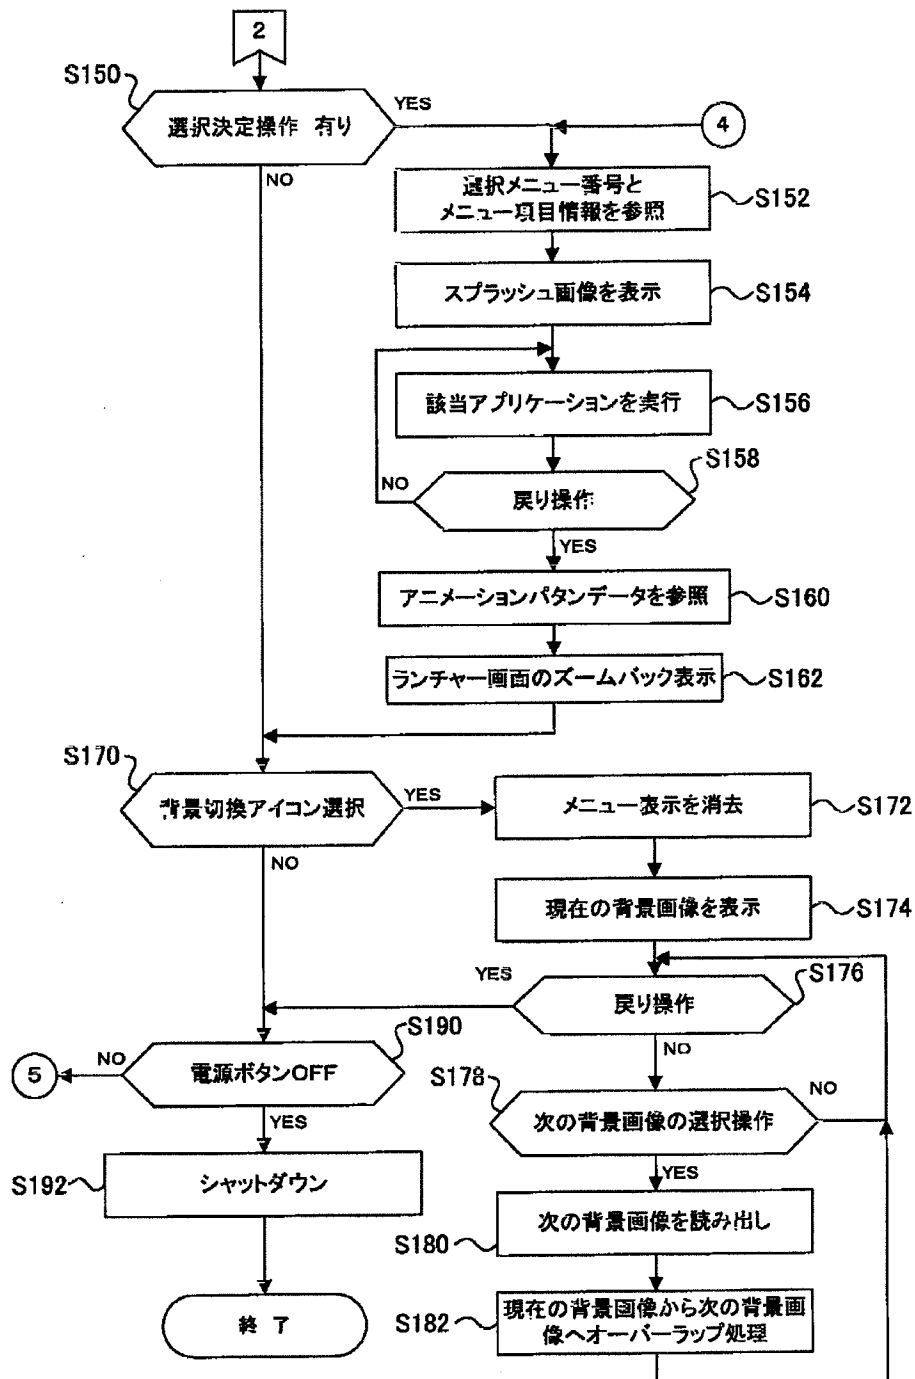 2
S150
選択決定操作 有り
YES
4
NO
選択メニュー番号と
メニュー項目情報を参照
S152
スプラッシュ画像を表示
S154
該当アプリケーションを実行
S156
S158
NO
戻り操作
YES
アニメーションパタンデータを参照
S160
ランチャー画面のズームバック表示
S162
S170
背景切換アイコン選択
YES
メニュー表示を消去
S172
NO
現在の背景画像を表示
S174
YES
戻り操作
S176
S190
NO
5
NO
電源ボタンOFF
S178
NO
次の背景画像の選択操作
YES
YES
S192
シャットダウン
次の背景画像を読み出し
S180
終 了
S182
現在の背景画像から次の背景画
像へオーバーラップ処理